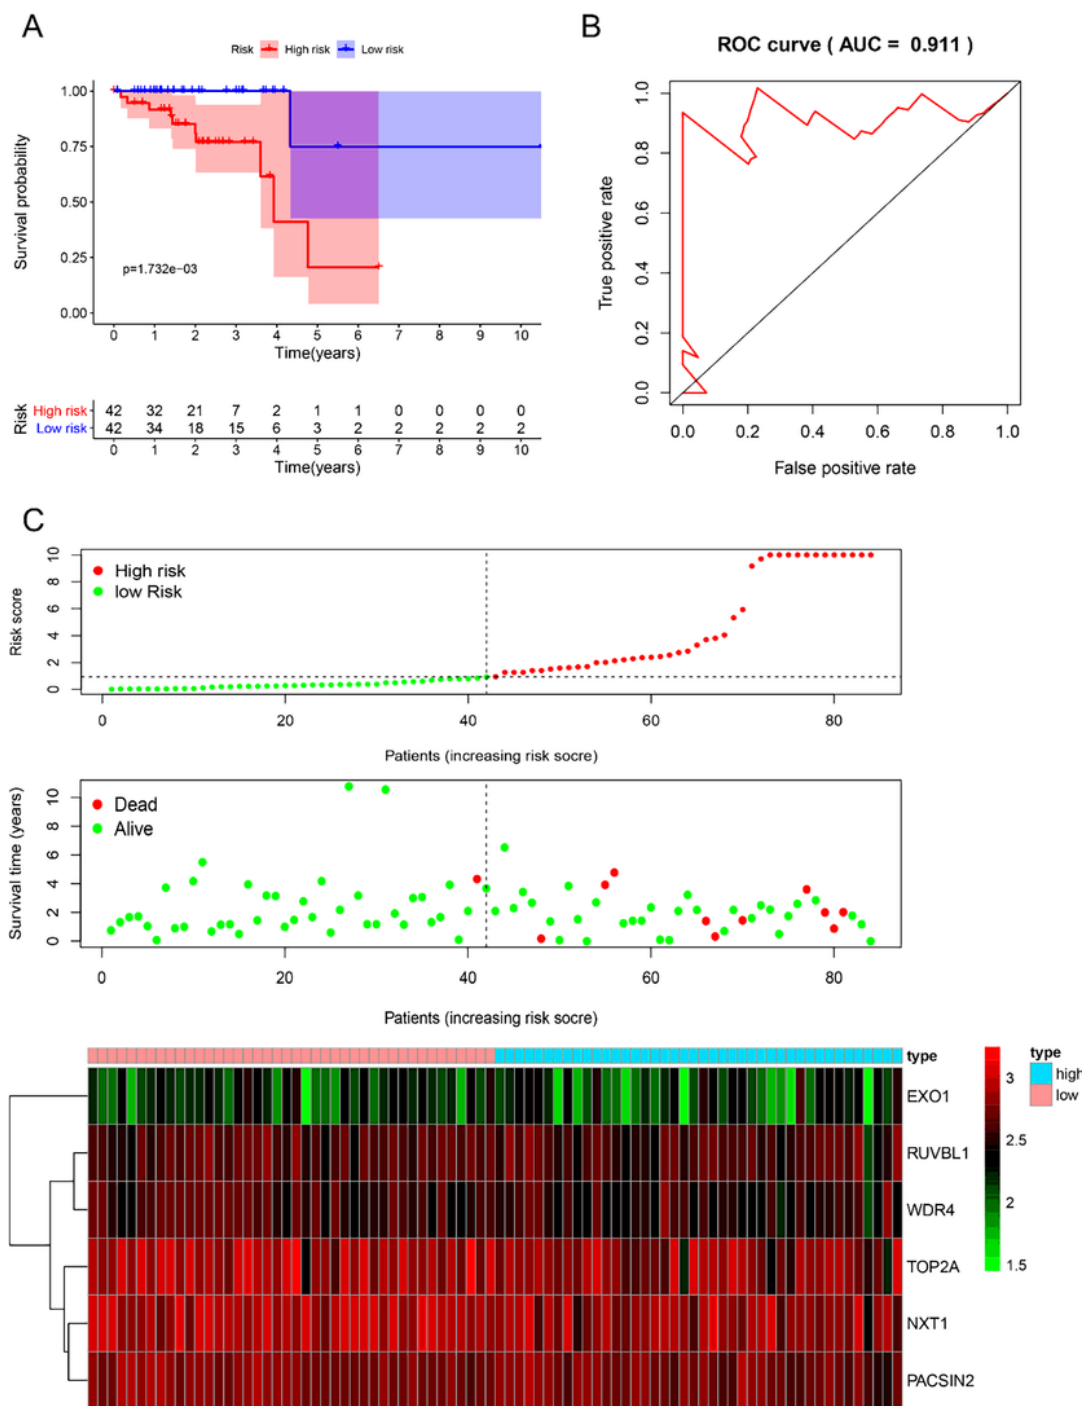 A
Risk High risk Low risk
Survival probability
1.00
0.75
0.50
0.25
0.00
p=1.732e−03
0 1 2 3 4 5 6 7 8 9 10
Time(years)
Risk
High risk 42 32 21 7 2 1 1 0 0 0 0
Low risk 42 34 18 15 6 3 2 2 2 2 2
0 1 2 3 4 5 6 7 8 9 10
Time(years)
B
ROC curve ( AUC = 0.911 )
True positive rate
1.0
0.8
0.6
0.4
0.2
0.0
0.0 0.2 0.4 0.6 0.8 1.0
False positive rate
C
Risk score
10
8
6
4
2
0
High risk
low Risk
0 20 40 60 80
Patients (increasing risk socre)
Survival time (years)
10
8
6
4
2
0
Dead
Alive
0 20 40 60 80
Patients (increasing risk socre)
type
EXO1
RUVBL1
WDR4
TOP2A
NXT1
PACSIN2
3
2.5
2
1.5
type
high
low